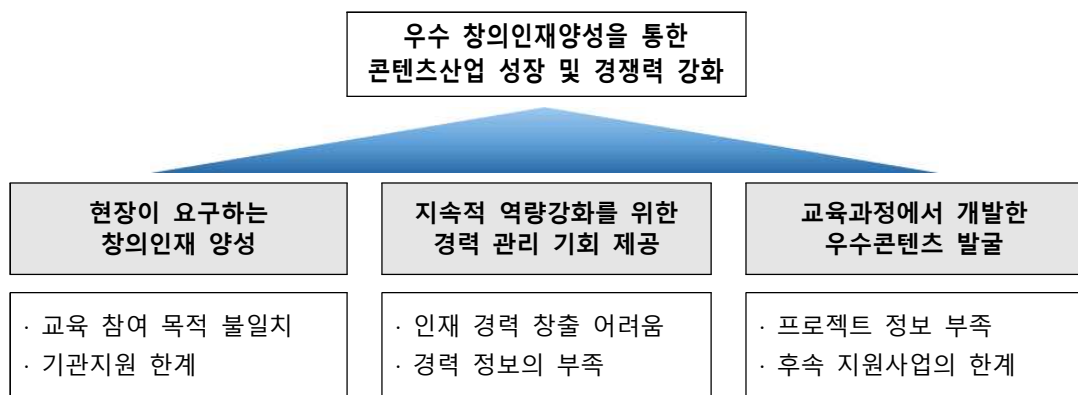 우수 창의인재양성을 통한
콘텐츠산업 성장 및 경쟁력 강화
현장이 요구하는
창의인재 양성
지속적 역량강화를 위한
경력 관리 기회 제공
교육과정에서 개발한
우수콘텐츠 발굴
· 교육 참여 목적 불일치
· 기관지원 한계
· 인재 경력 창출 어려움
· 경력 정보의 부족
· 프로젝트 정보 부족
· 후속 지원사업의 한계